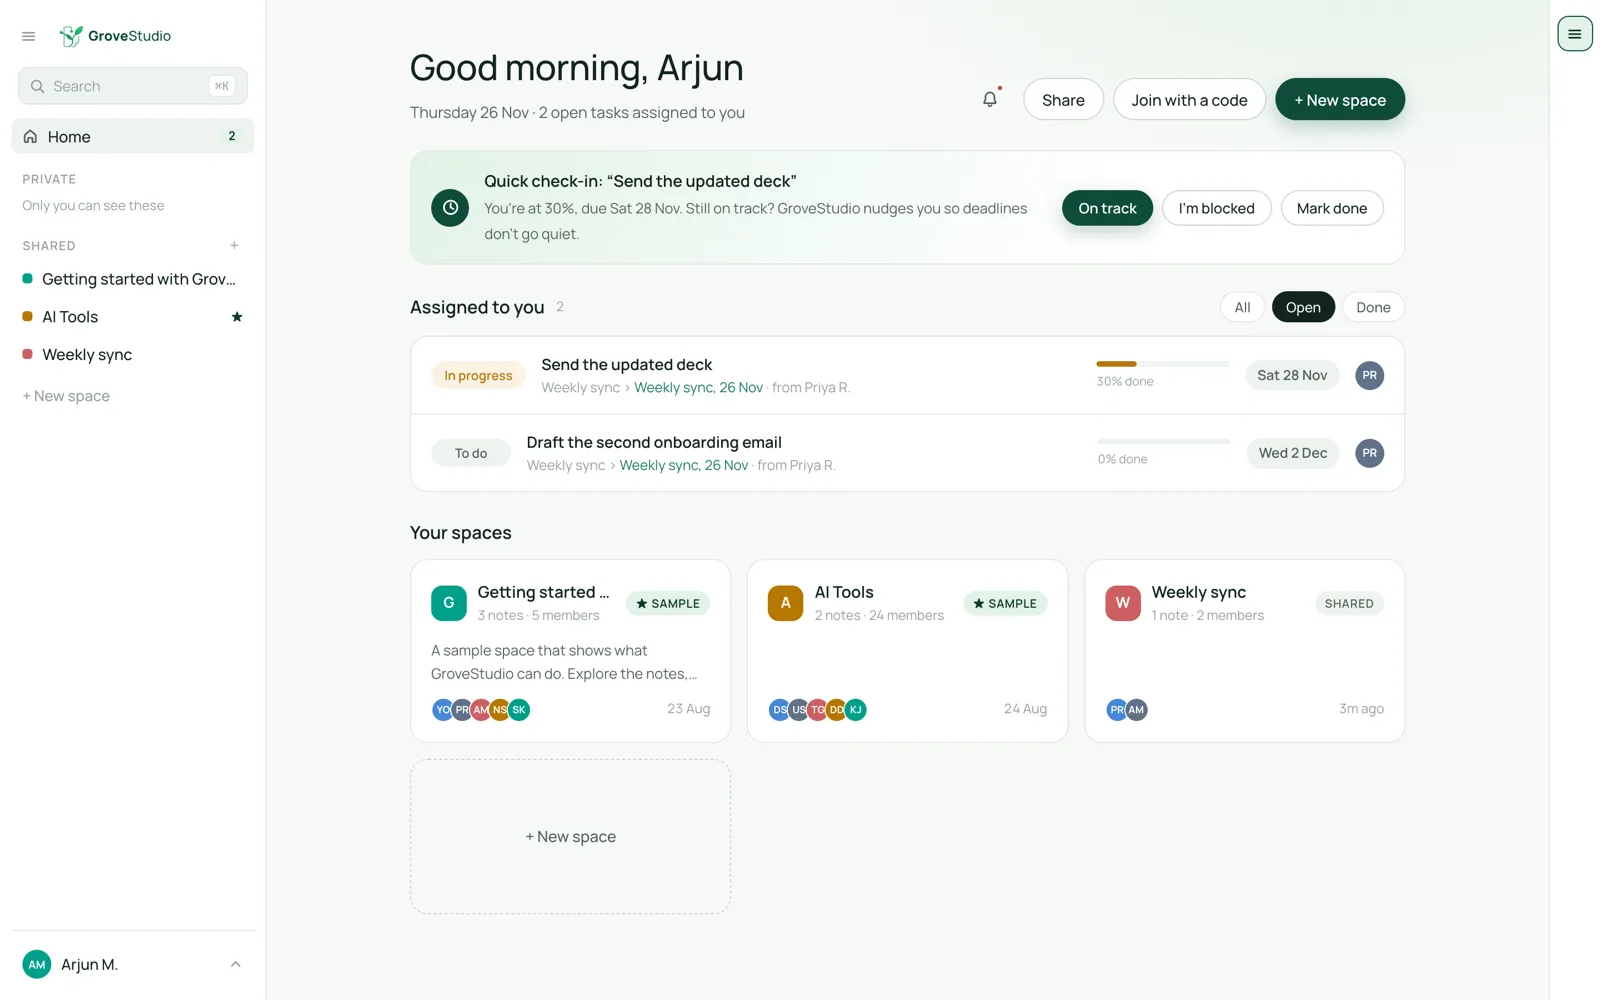 GroveStudio
Search
⌘K
Home
2
PRIVATE
Only you can see these
SHARED
+
Getting started with Grov...
AI Tools
★
Weekly sync
+ New space
AM
Arjun M.
Good morning, Arjun
Thursday 26 Nov · 2 open tasks assigned to you
Share
Join with a code
+ New space
Quick check-in: “Send the updated deck”
You're at 30%, due Sat 28 Nov. Still on track? GroveStudio nudges you so deadlines
don't go quiet.
On track
I'm blocked
Mark done
Assigned to you 2
All
Open
Done
In progress
Send the updated deck
Weekly sync › Weekly sync, 26 Nov · from Priya R.
30% done
Sat 28 Nov
PR
To do
Draft the second onboarding email
Weekly sync › Weekly sync, 26 Nov · from Priya R.
0% done
Wed 2 Dec
PR
Your spaces
G
Getting started ...
3 notes · 5 members
★ SAMPLE
A sample space that shows what
GroveStudio can do. Explore the notes,...
YO PR AM NS SK
23 Aug
A
AI Tools
2 notes · 24 members
★ SAMPLE
DS US TG DD KJ
24 Aug
W
Weekly sync
1 note · 2 members
SHARED
PR AM
3m ago
+ New space